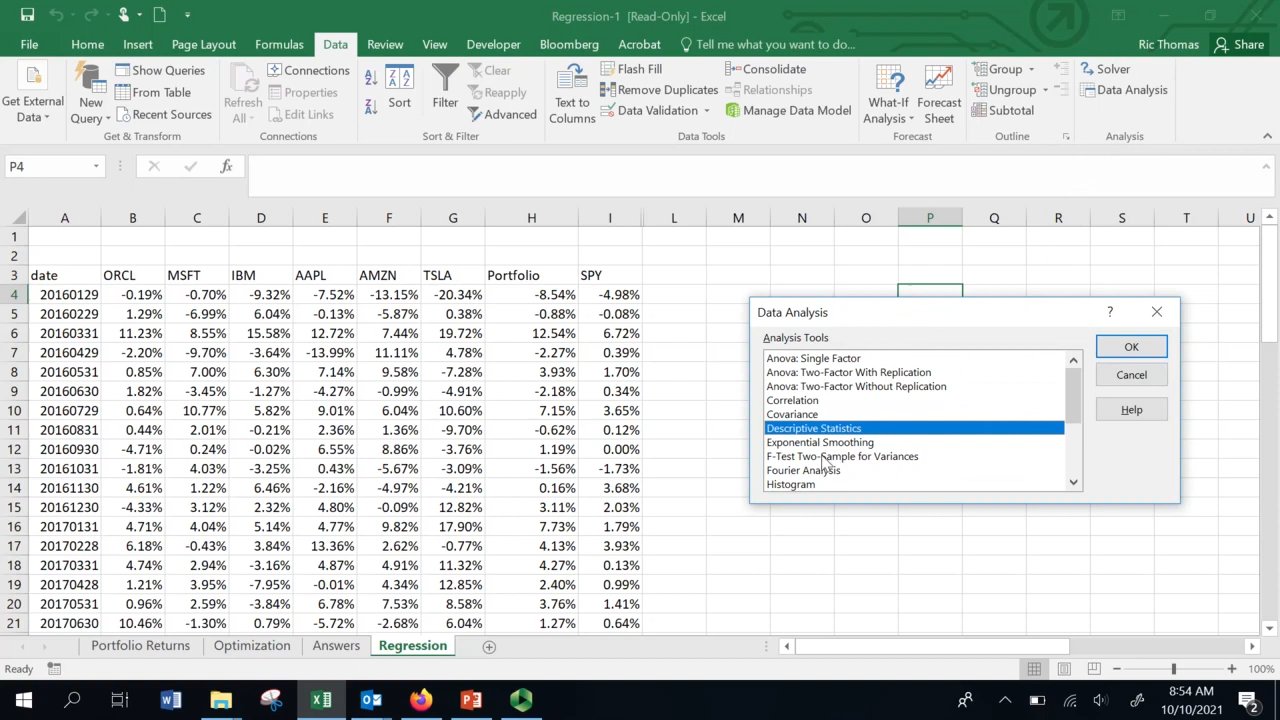 Regression-1 [Read-Only] - Excel
File Home Insert Page Layout Formulas Data Review View Developer Bloomberg Acrobat Tell me what you want to do... Ric Thomas Share
Get External Data
New Query
Show Queries
From Table
Recent Sources
Get & Transform
Refresh All
Connections
Properties
Edit Links
Connections
Sort
Filter
Clear
Reapply
Advanced
Sort & Filter
Text to Columns
Flash Fill
Remove Duplicates
Data Validation
Consolidate
Relationships
Manage Data Model
Data Tools
What-If Analysis
Forecast Sheet
Forecast
Group
Ungroup
Subtotal
Outline
Solver
Data Analysis
Analysis
P4 fx
A B C D E F G H I L M N O P Q R S T U
1
2
3 date ORCL MSFT IBM AAPL AMZN TSLA Portfolio SPY
4 20160129 -0.19% -0.70% -9.32% -7.52% -13.15% -20.34% -8.54% -4.98%
5 20160229 1.29% -6.99% 6.04% -0.13% -5.87% 0.38% -0.88% -0.08%
6 20160331 11.23% 8.55% 15.58% 12.72% 7.44% 19.72% 12.54% 6.72%
7 20160429 -2.20% -9.70% -3.64% -13.99% 11.11% 4.78% -2.27% 0.39%
8 20160531 0.85% 7.00% 6.30% 7.14% 9.58% -7.28% 3.93% 1.70%
9 20160630 1.82% -3.45% -1.27% -4.27% -0.99% -4.91% -2.18% 0.34%
10 20160729 0.64% 10.77% 5.82% 9.01% 6.04% 10.60% 7.15% 3.65%
11 20160831 0.44% 2.01% -0.21% 2.36% 1.36% -9.70% -0.62% 0.12%
12 20160930 -4.71% 0.24% -0.02% 6.55% 8.86% -3.76% 1.19% 0.00%
13 20161031 -1.81% 4.03% -3.25% 0.43% -5.67% -3.09% -1.56% -1.73%
14 20161130 4.61% 1.22% 6.46% -2.16% -4.97% -4.21% 0.16% 3.68%
15 20161230 -4.33% 3.12% 2.32% 4.80% -0.09% 12.82% 3.11% 2.03%
16 20170131 4.71% 4.04% 5.14% 4.77% 9.82% 17.90% 7.73% 1.79%
17 20170228 6.18% -0.43% 3.84% 13.36% 2.62% -0.77% 4.13% 3.93%
18 20170331 4.74% 2.94% -3.16% 4.87% 4.91% 11.32% 4.27% 0.13%
19 20170428 1.21% 3.95% -7.95% -0.01% 4.34% 12.85% 2.40% 0.99%
20 20170531 0.96% 2.59% -3.84% 6.78% 7.53% 8.58% 3.76% 1.41%
21 20170630 10.46% -1.30% 0.79% -5.72% -2.68% 6.04% 1.27% 0.64%
Data Analysis ?
Analysis Tools
Anova: Single Factor
Anova: Two-Factor With Replication
Anova: Two-Factor Without Replication
Correlation
Covariance
Descriptive Statistics
Exponential Smoothing
F-Test Two-Sample for Variances
Fourier Analysis
Histogram
OK
Cancel
Help
Portfolio Returns Optimization Answers Regression
Ready 100%
8:54 AM
10/10/2021
2